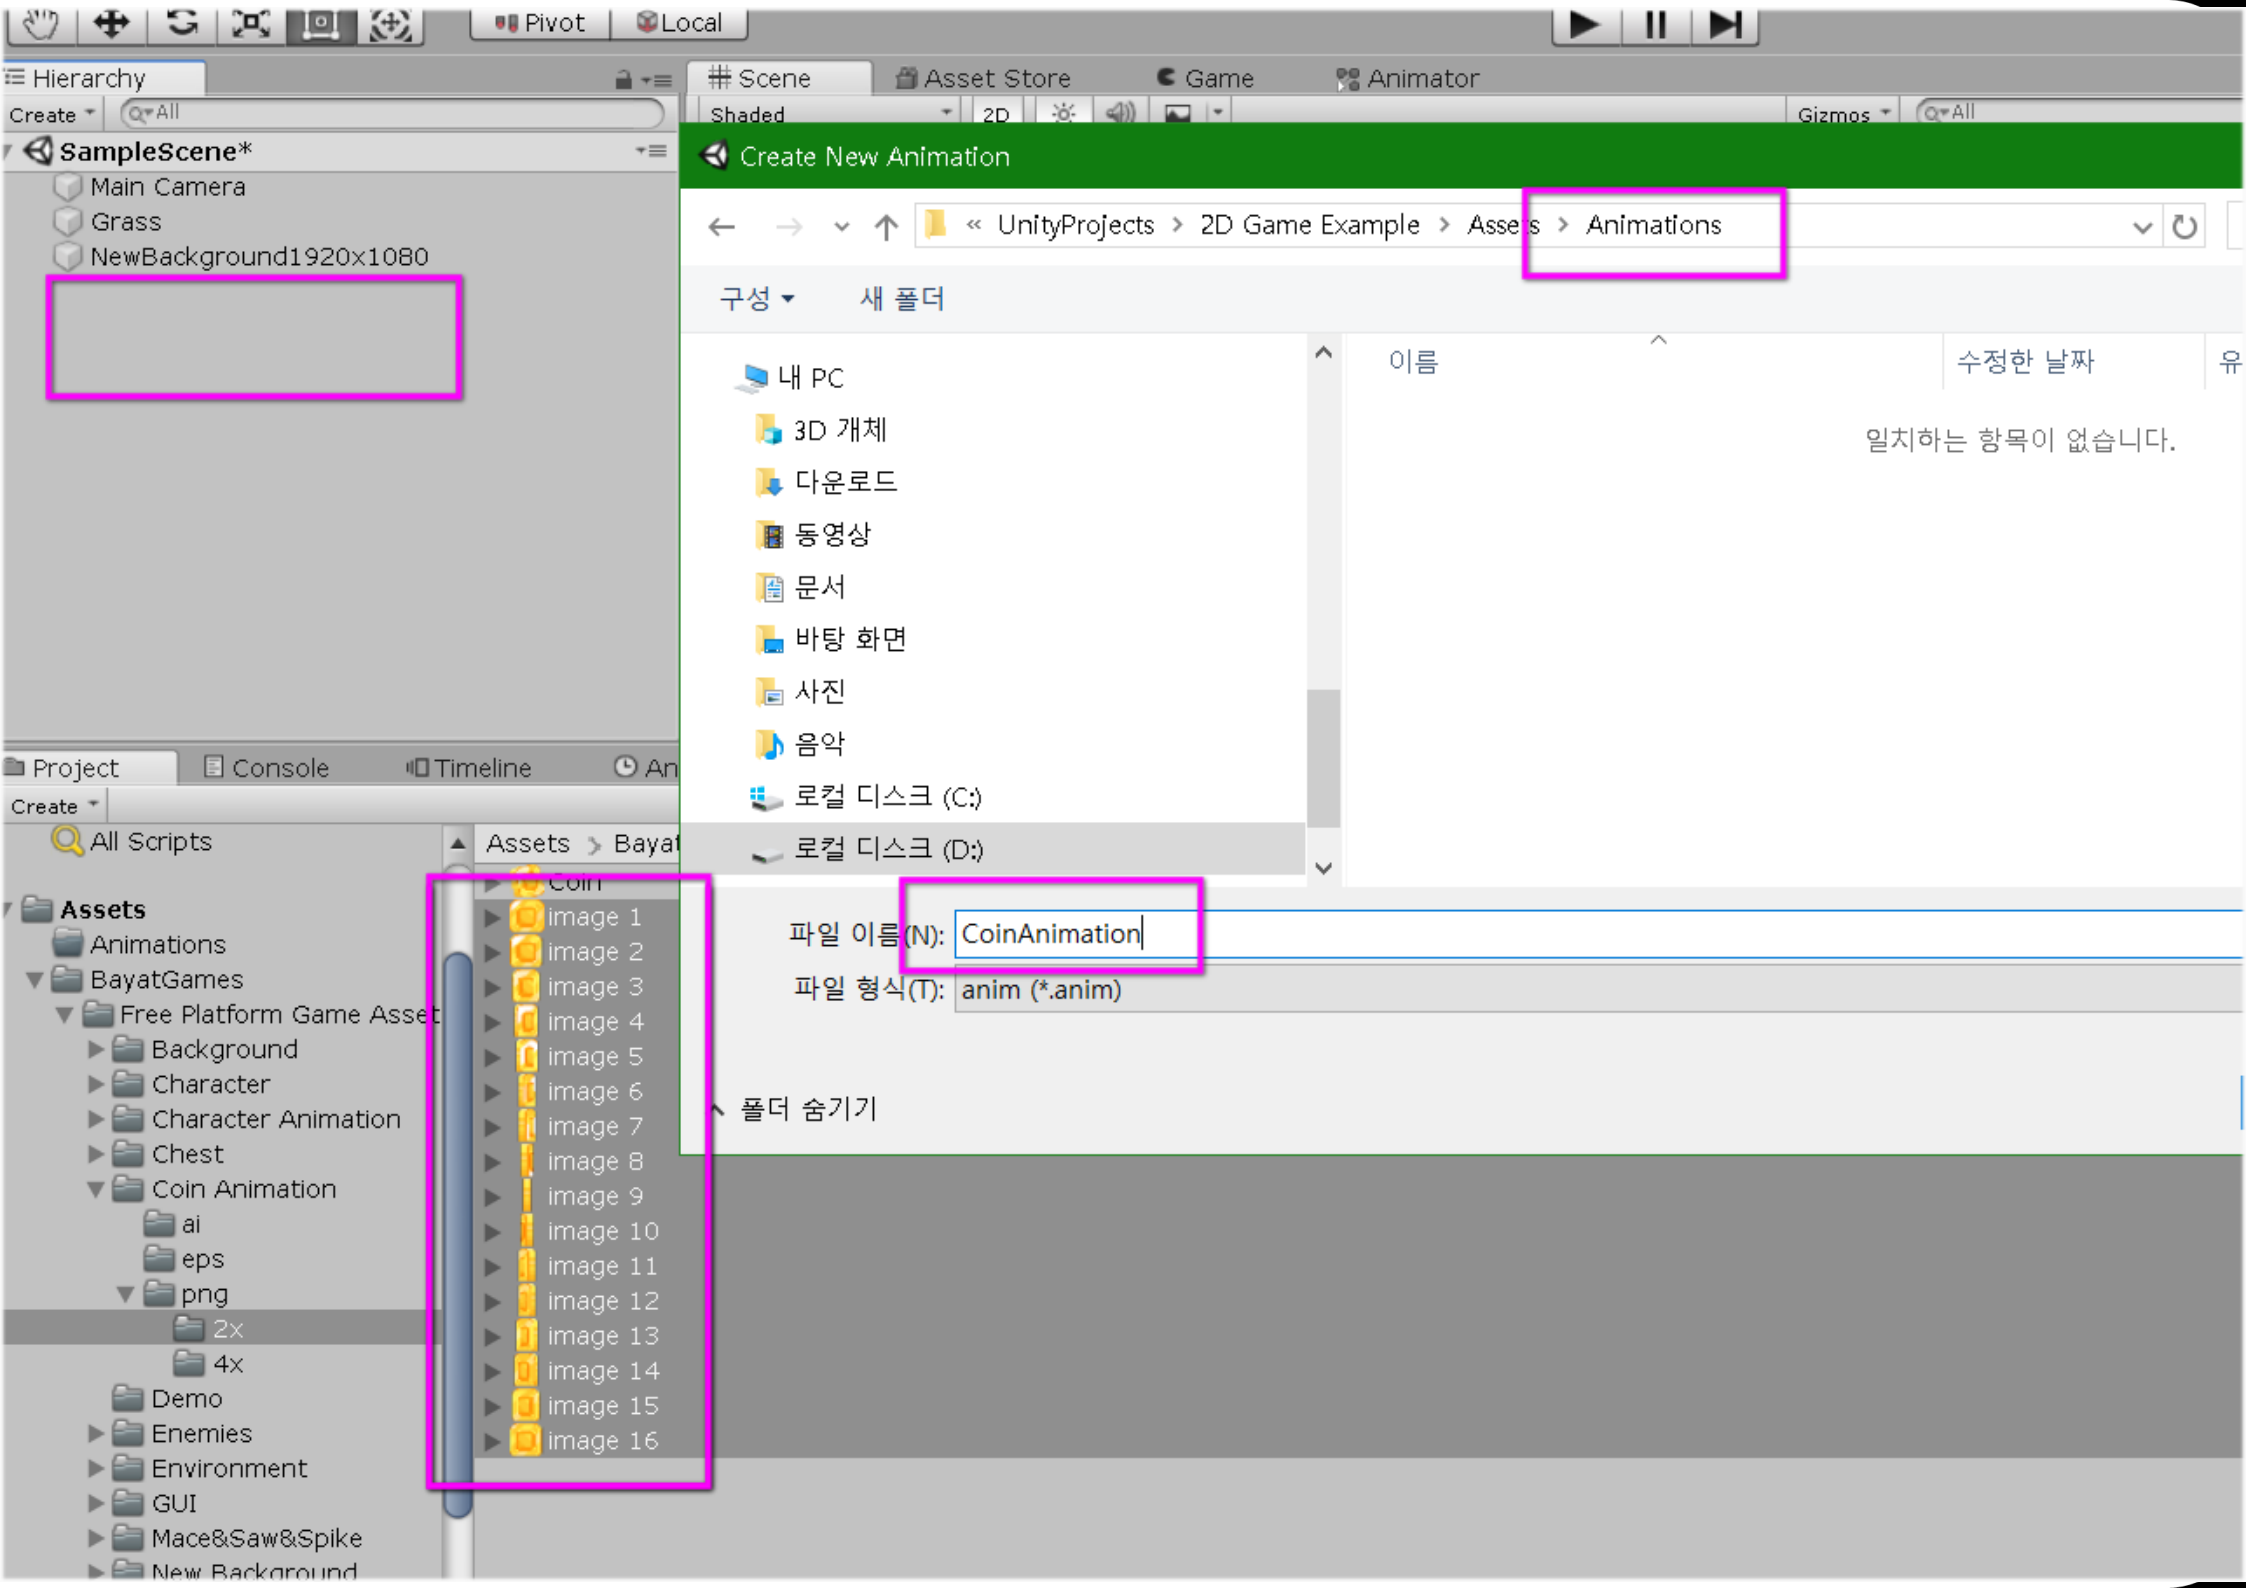 Pivot Local
Hierarchy
Create All
SampleScene*
Main Camera
Grass
NewBackground1920x1080
Scene Asset Store Game Animator
Shaded 2D Gizmos All
Create New Animation
« UnityProjects > 2D Game Example > Assets > Animations
구성 새 폴더
내 PC
3D 개체
다운로드
동영상
문서
바탕 화면
사진
음악
로컬 디스크 (C:)
로컬 디스크 (D:)
이름 수정한 날짜 유
일치하는 항목이 없습니다.
파일 이름(N): CoinAnimation
파일 형식(T): anim (*.anim)
폴더 숨기기
Project Console Timeline An
Create
All Scripts
Assets
Animations
BayatGames
Free Platform Game Asset
Background
Character
Character Animation
Chest
Coin Animation
ai
eps
png
2x
4x
Demo
Enemies
Environment
GUI
Mace&Saw&Spike
New Background
Assets > Bayat
Coin
image 1
image 2
image 3
image 4
image 5
image 6
image 7
image 8
image 9
image 10
image 11
image 12
image 13
image 14
image 15
image 16